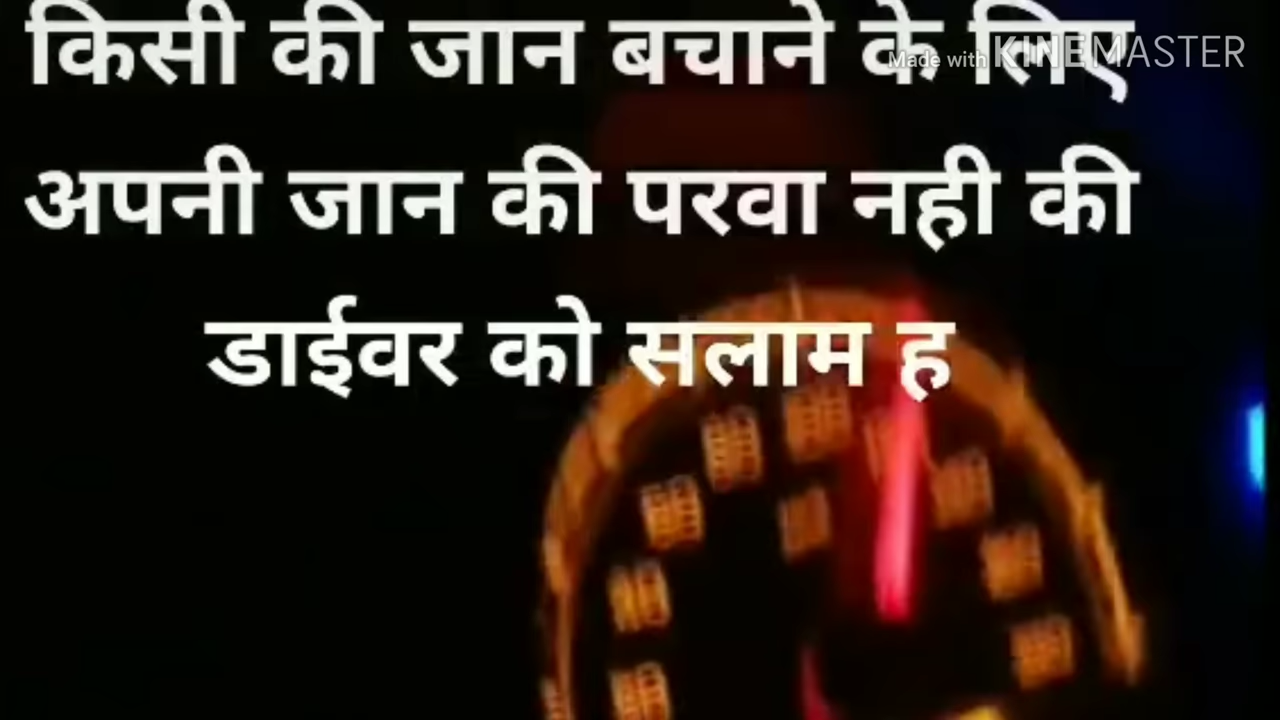 किसी की जान बचाने के लिए
Made with KINEMASTER
अपनी जान की परवा नही की
डाईवर को सलाम ह